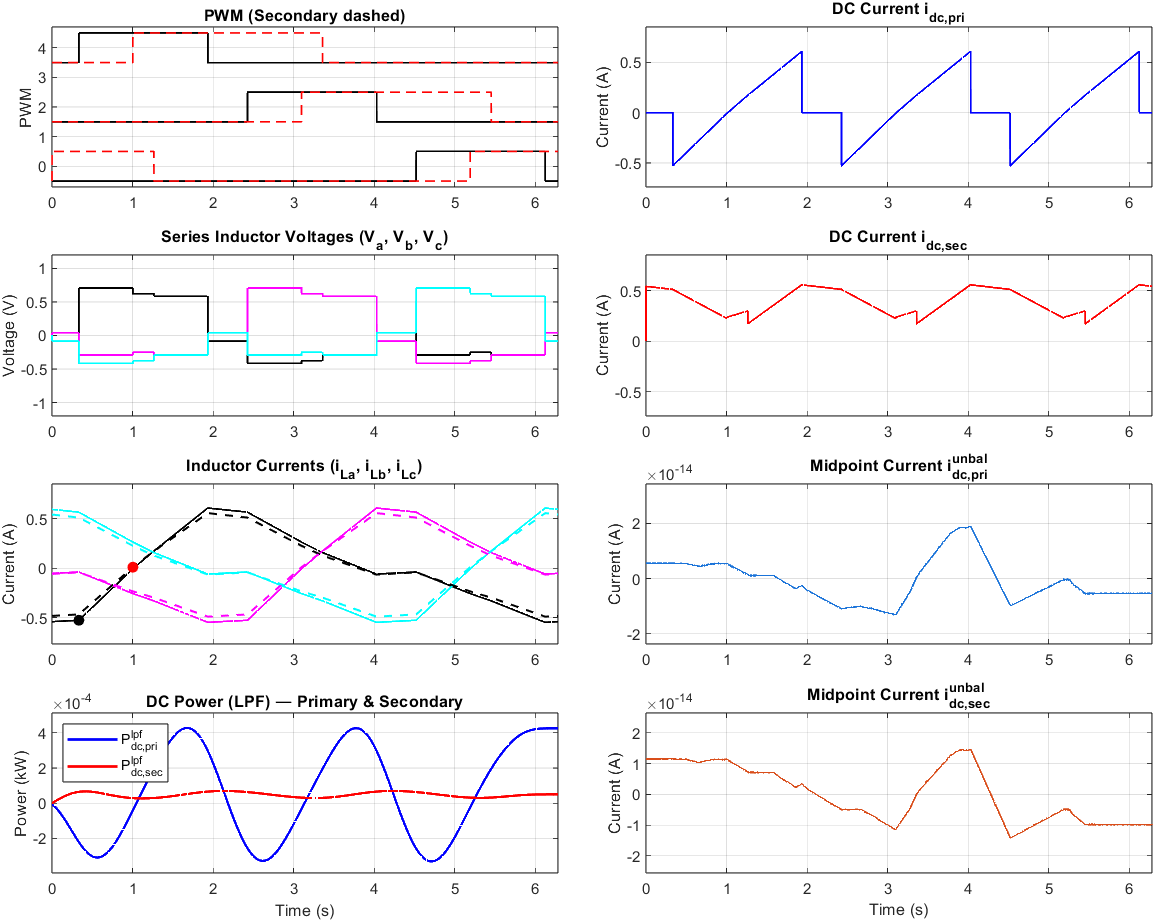 PWM (Secondary dashed)
PWM
4
3
2
1
0
0 1 2 3 4 5 6
DC Current i_dc,pri
Current (A)
0.5
0
-0.5
0 1 2 3 4 5 6
Series Inductor Voltages (V_a, V_b, V_c)
Voltage (V)
1
0.5
0
-0.5
-1
0 1 2 3 4 5 6
DC Current i_dc,sec
Current (A)
0.5
0
-0.5
0 1 2 3 4 5 6
Inductor Currents (i_La, i_Lb, i_Lc)
Current (A)
0.5
0
-0.5
0 1 2 3 4 5 6
Midpoint Current i_dc,pri^unbal
×10^-14
Current (A)
2
0
-2
0 1 2 3 4 5 6
DC Power (LPF) — Primary & Secondary
×10^-4
Power (kW)
4
2
0
-2
P_dc,pri^lpf
P_dc,sec^lpf
0 1 2 3 4 5 6
Time (s)
Midpoint Current i_dc,sec^unbal
×10^-14
Current (A)
2
1
0
-1
-2
0 1 2 3 4 5 6
Time (s)